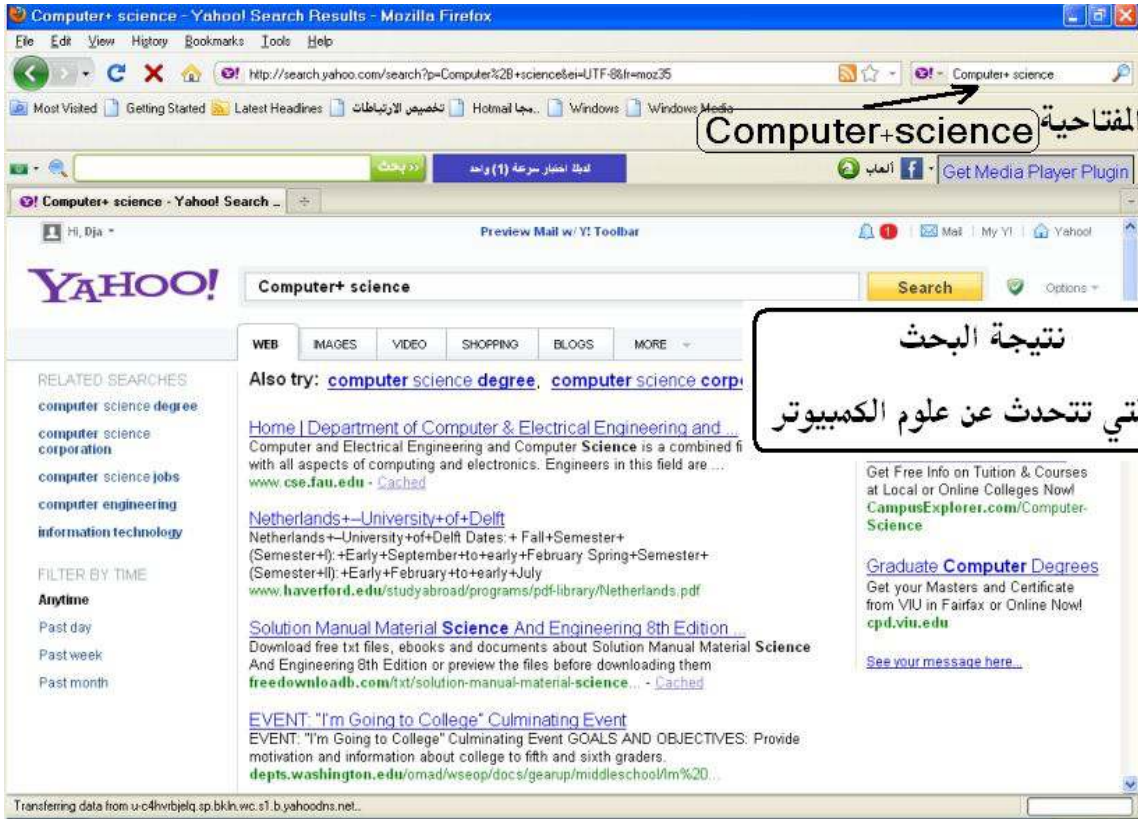 Computer+ science - Yahoo! Search Results - Mozilla Firefox
File Edit View History Bookmarks Tools Help
http://search.yahoo.com/search?p=Computer%2B+science&ei=UTF-8&fr=moz35
Computer+ science
Most Visited Getting Started Latest Headlines تخصيص الارتباطات Hotmail مجا.. Windows Windows Media
المفتاحية Computer+science
بحث »
(1) واحد
ألعاب
Get Media Player Plugin
Computer+ science - Yahoo! Search ...
Hi, Dja
Preview Mail w/ Y! Toolbar
1 Mail My Y! Yahoo!
YAHOO!
Computer+ science
Search
Options
WEB IMAGES VIDEO SHOPPING BLOGS MORE
نتيجة البحث
لتي تتحدث عن علوم الكمبيوتر
RELATED SEARCHES
computer science degree
computer science
corporation
computer science jobs
computer engineering
information technology
FILTER BY TIME
Anytime
Past day
Past week
Past month
Also try: computer science degree, computer science corpo
Home | Department of Computer & Electrical Engineering and ...
Computer and Electrical Engineering and Computer Science is a combined fi
with all aspects of computing and electronics. Engineers in this field are ...
www.cse.fau.edu - Cached
Netherlands+–University+of+Delft
Netherlands+–University+of+Delft Dates: + Fall+Semester+
(Semester+I): +Early+September+to+early+February Spring+Semester+
(Semester+II): +Early+February+to+early+July
www.haverford.edu/studyabroad/programs/pdf-library/Netherlands.pdf
Solution Manual Material Science And Engineering 8th Edition ...
Download free txt files, ebooks and documents about Solution Manual Material Science
And Engineering 8th Edition or preview the files before downloading them
freedownloadb.com/txt/solution-manual-material-science... - Cached
EVENT: "I'm Going to College" Culminating Event
EVENT: "I'm Going to College" Culminating Event GOALS AND OBJECTIVES: Provide
motivation and information about college to fifth and sixth graders.
depts.washington.edu/omad/wseop/docs/gearup/middleschool/Im%20...
Get Free Info on Tuition & Courses
at Local or Online Colleges Now!
CampusExplorer.com/Computer-
Science
Graduate Computer Degrees
Get your Masters and Certificate
from VIU in Fairfax or Online Now!
cpd.viu.edu
See your message here...
Transferring data from u-c4hvrbjelq.sp.bkln.wc.s1.b.yahoodns.net...